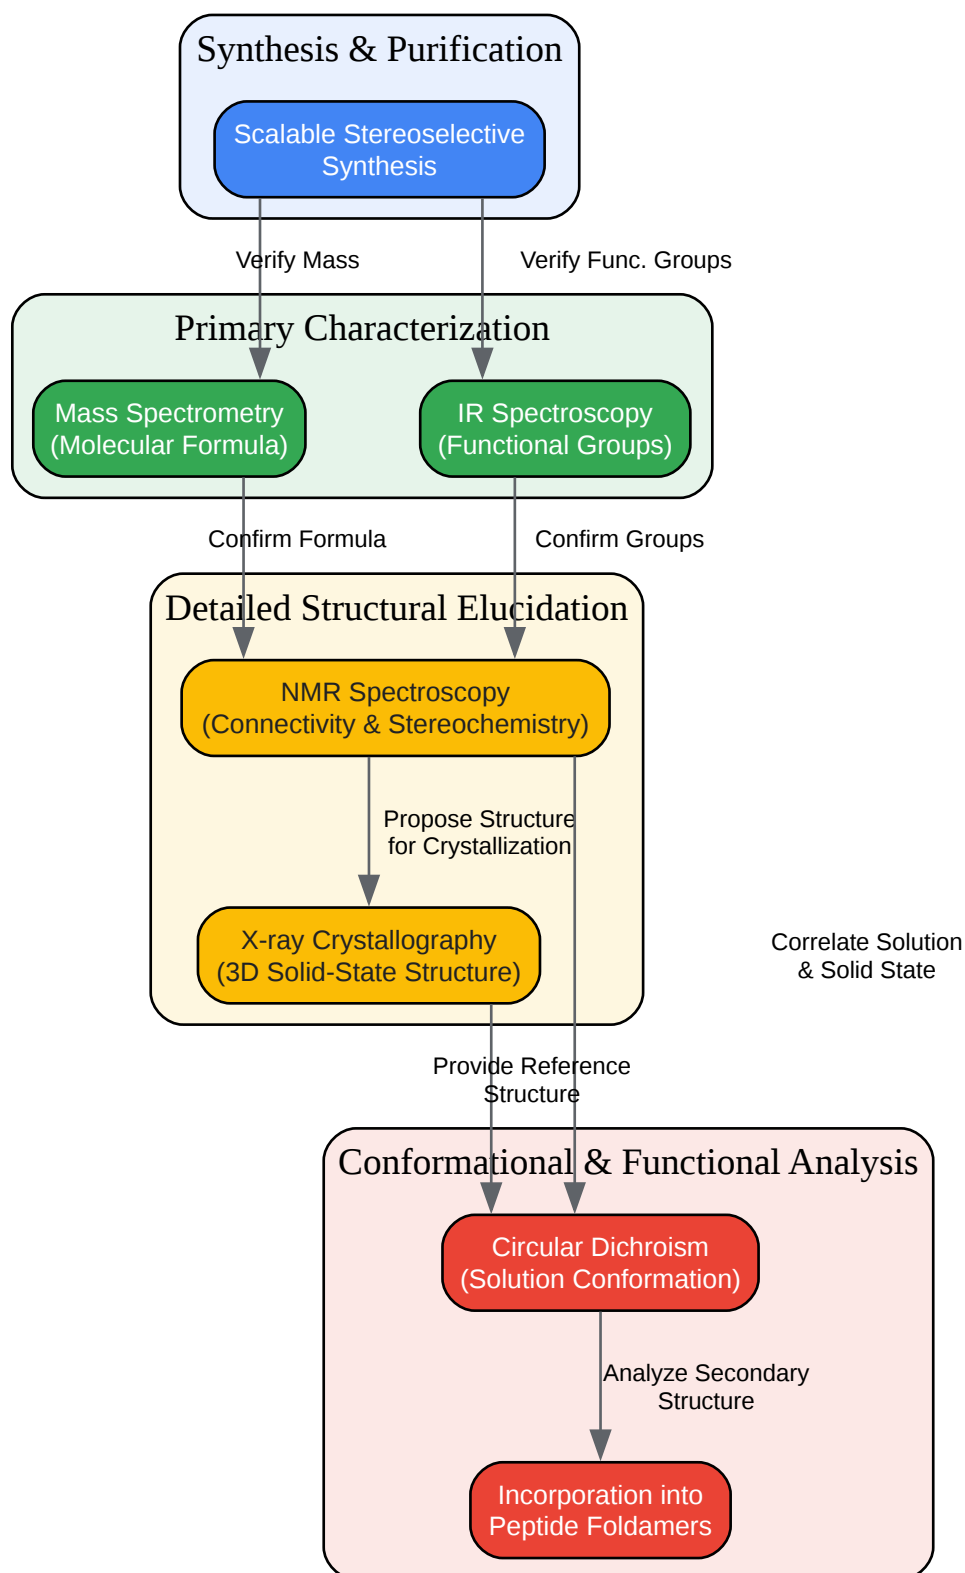 Synthesis & Purification
Scalable Stereoselective
Synthesis
Verify Mass
Verify Func. Groups
Primary Characterization
Mass Spectrometry
(Molecular Formula)
IR Spectroscopy
(Functional Groups)
Confirm Formula
Confirm Groups
Detailed Structural Elucidation
NMR Spectroscopy
(Connectivity & Stereochemistry)
Propose Structure
for Crystallization
X-ray Crystallography
(3D Solid-State Structure)
Correlate Solution
& Solid State
Provide Reference
Structure
Conformational & Functional Analysis
Circular Dichroism
(Solution Conformation)
Analyze Secondary
Structure
Incorporation into
Peptide Foldamers